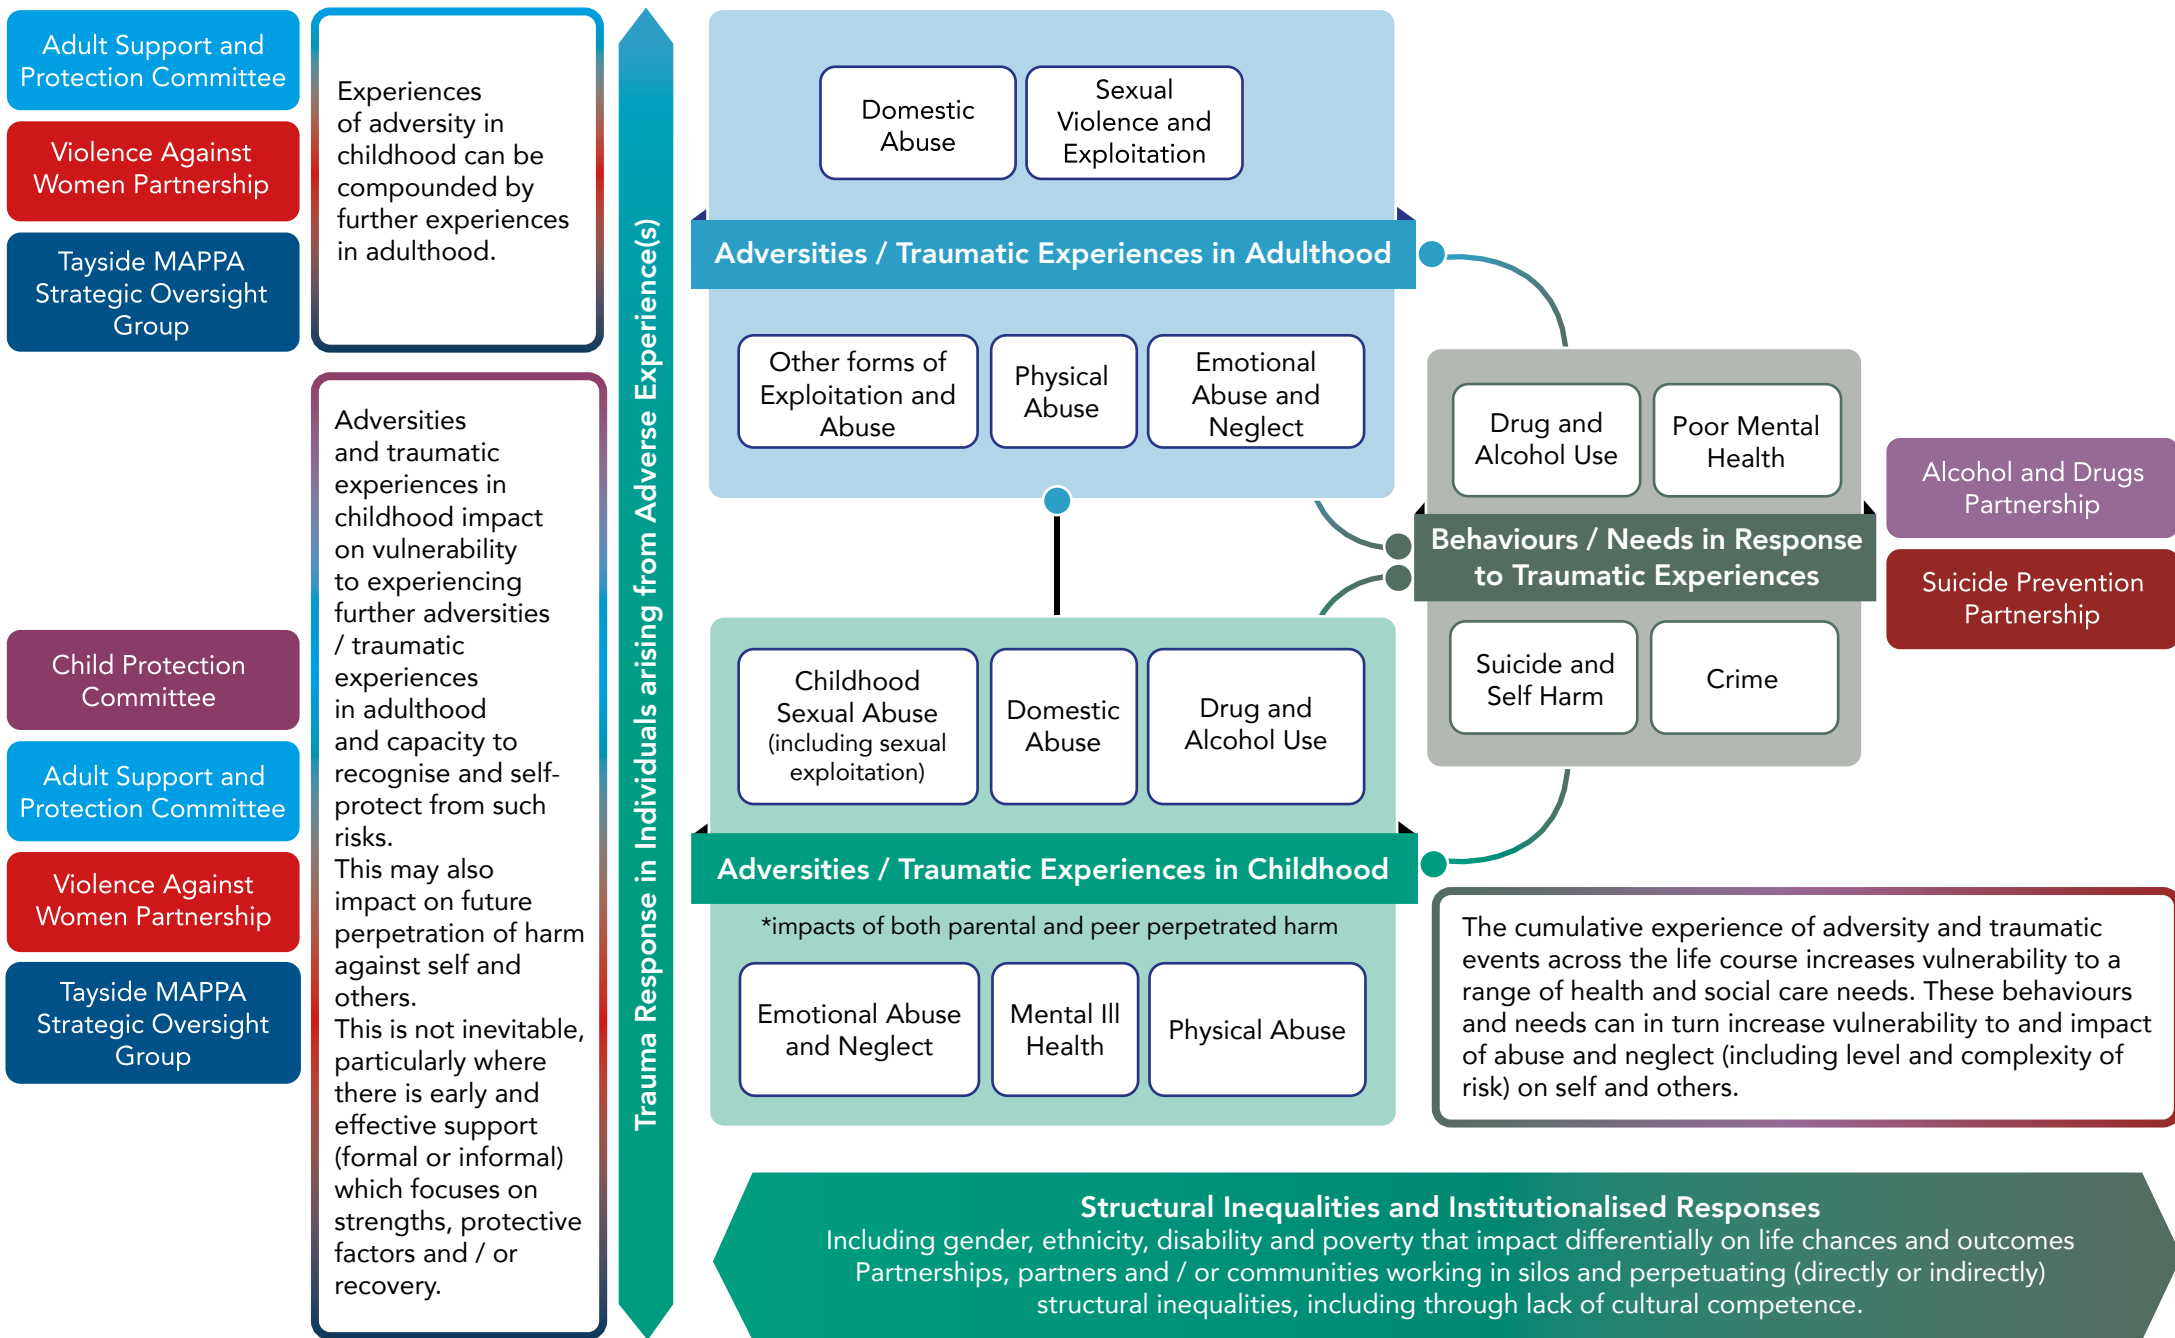 Adult Support and
Protection Committee
Violence Against
Women Partnership
Tayside MAPPA
Strategic Oversight
Group
Experiences
of adversity in
childhood can be
compounded by
further experiences
in adulthood.
Child Protection
Committee
Adult Support and
Protection Committee
Violence Against
Women Partnership
Tayside MAPPA
Strategic Oversight
Group
Adversities
and traumatic
experiences in
childhood impact
on vulnerability
to experiencing
further adversities
/ traumatic
experiences
in adulthood
and capacity to
recognise and self-
protect from such
risks.
This may also
impact on future
perpetration of harm
against self and
others.
This is not inevitable,
particularly where
there is early and
effective support
(formal or informal)
which focuses on
strengths, protective
factors and / or
recovery.
Trauma Response in Individuals arising from Adverse Experience(s)
Domestic
Abuse
Sexual
Violence and
Exploitation
Adversities / Traumatic Experiences in Adulthood
Other forms of
Exploitation and
Abuse
Physical
Abuse
Emotional
Abuse and
Neglect
Childhood
Sexual Abuse
(including sexual
exploitation)
Domestic
Abuse
Drug and
Alcohol Use
Adversities / Traumatic Experiences in Childhood
*impacts of both parental and peer perpetrated harm
Emotional Abuse
and Neglect
Mental Ill
Health
Physical Abuse
Drug and
Alcohol Use
Poor Mental
Health
Behaviours / Needs in Response
to Traumatic Experiences
Suicide and
Self Harm
Crime
Alcohol and Drugs
Partnership
Suicide Prevention
Partnership
The cumulative experience of adversity and traumatic
events across the life course increases vulnerability to a
range of health and social care needs. These behaviours
and needs can in turn increase vulnerability to and impact
of abuse and neglect (including level and complexity of
risk) on self and others.
Structural Inequalities and Institutionalised Responses
Including gender, ethnicity, disability and poverty that impact differentially on life chances and outcomes
Partnerships, partners and / or communities working in silos and perpetuating (directly or indirectly)
structural inequalities, including through lack of cultural competence.